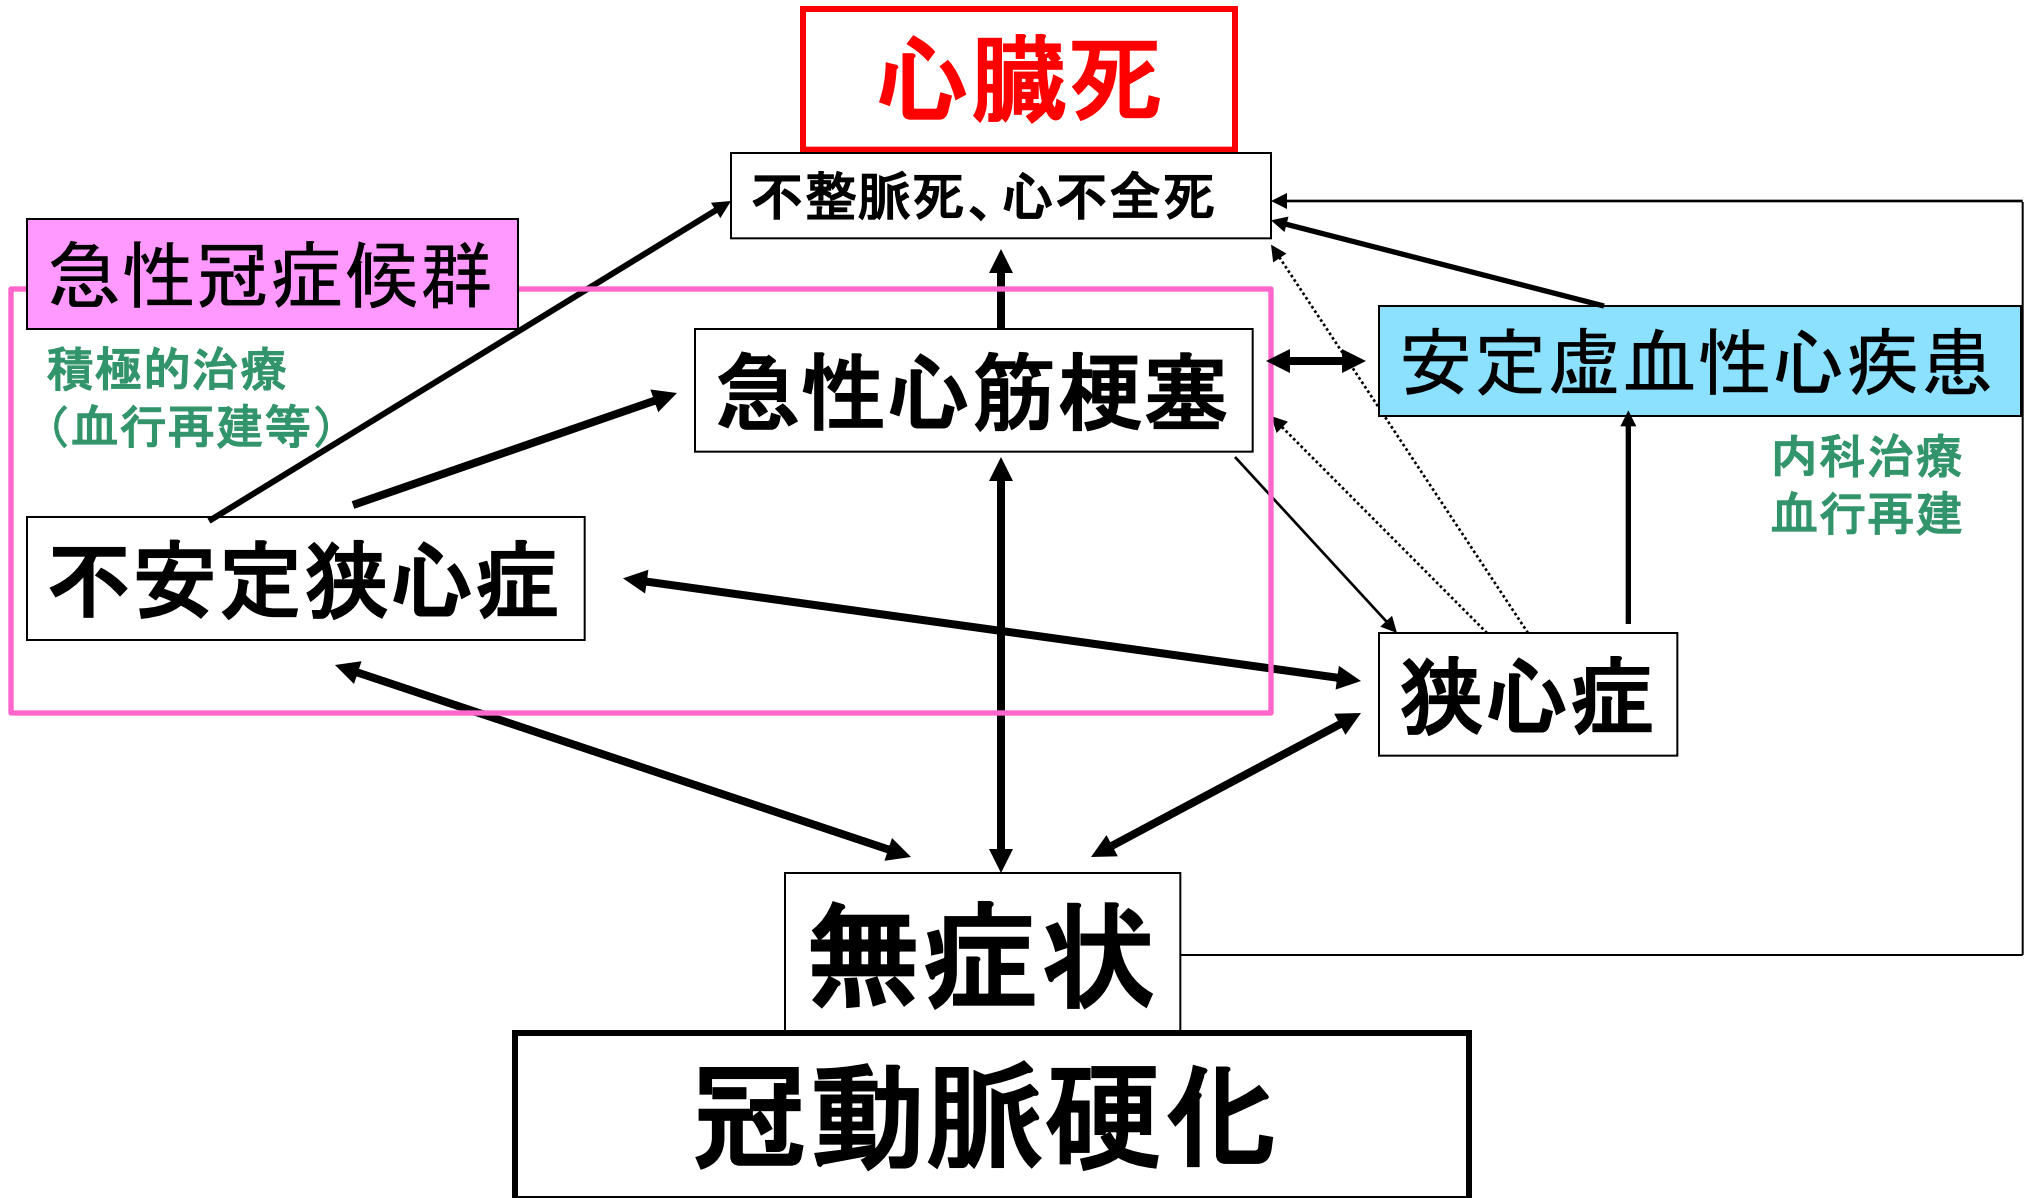 心臓死
不整脈死、心不全死
急性冠症候群
積極的治療
（血行再建等）
急性心筋梗塞
安定虚血性心疾患
内科治療
血行再建
不安定狭心症
狭心症
無症状
冠動脈硬化